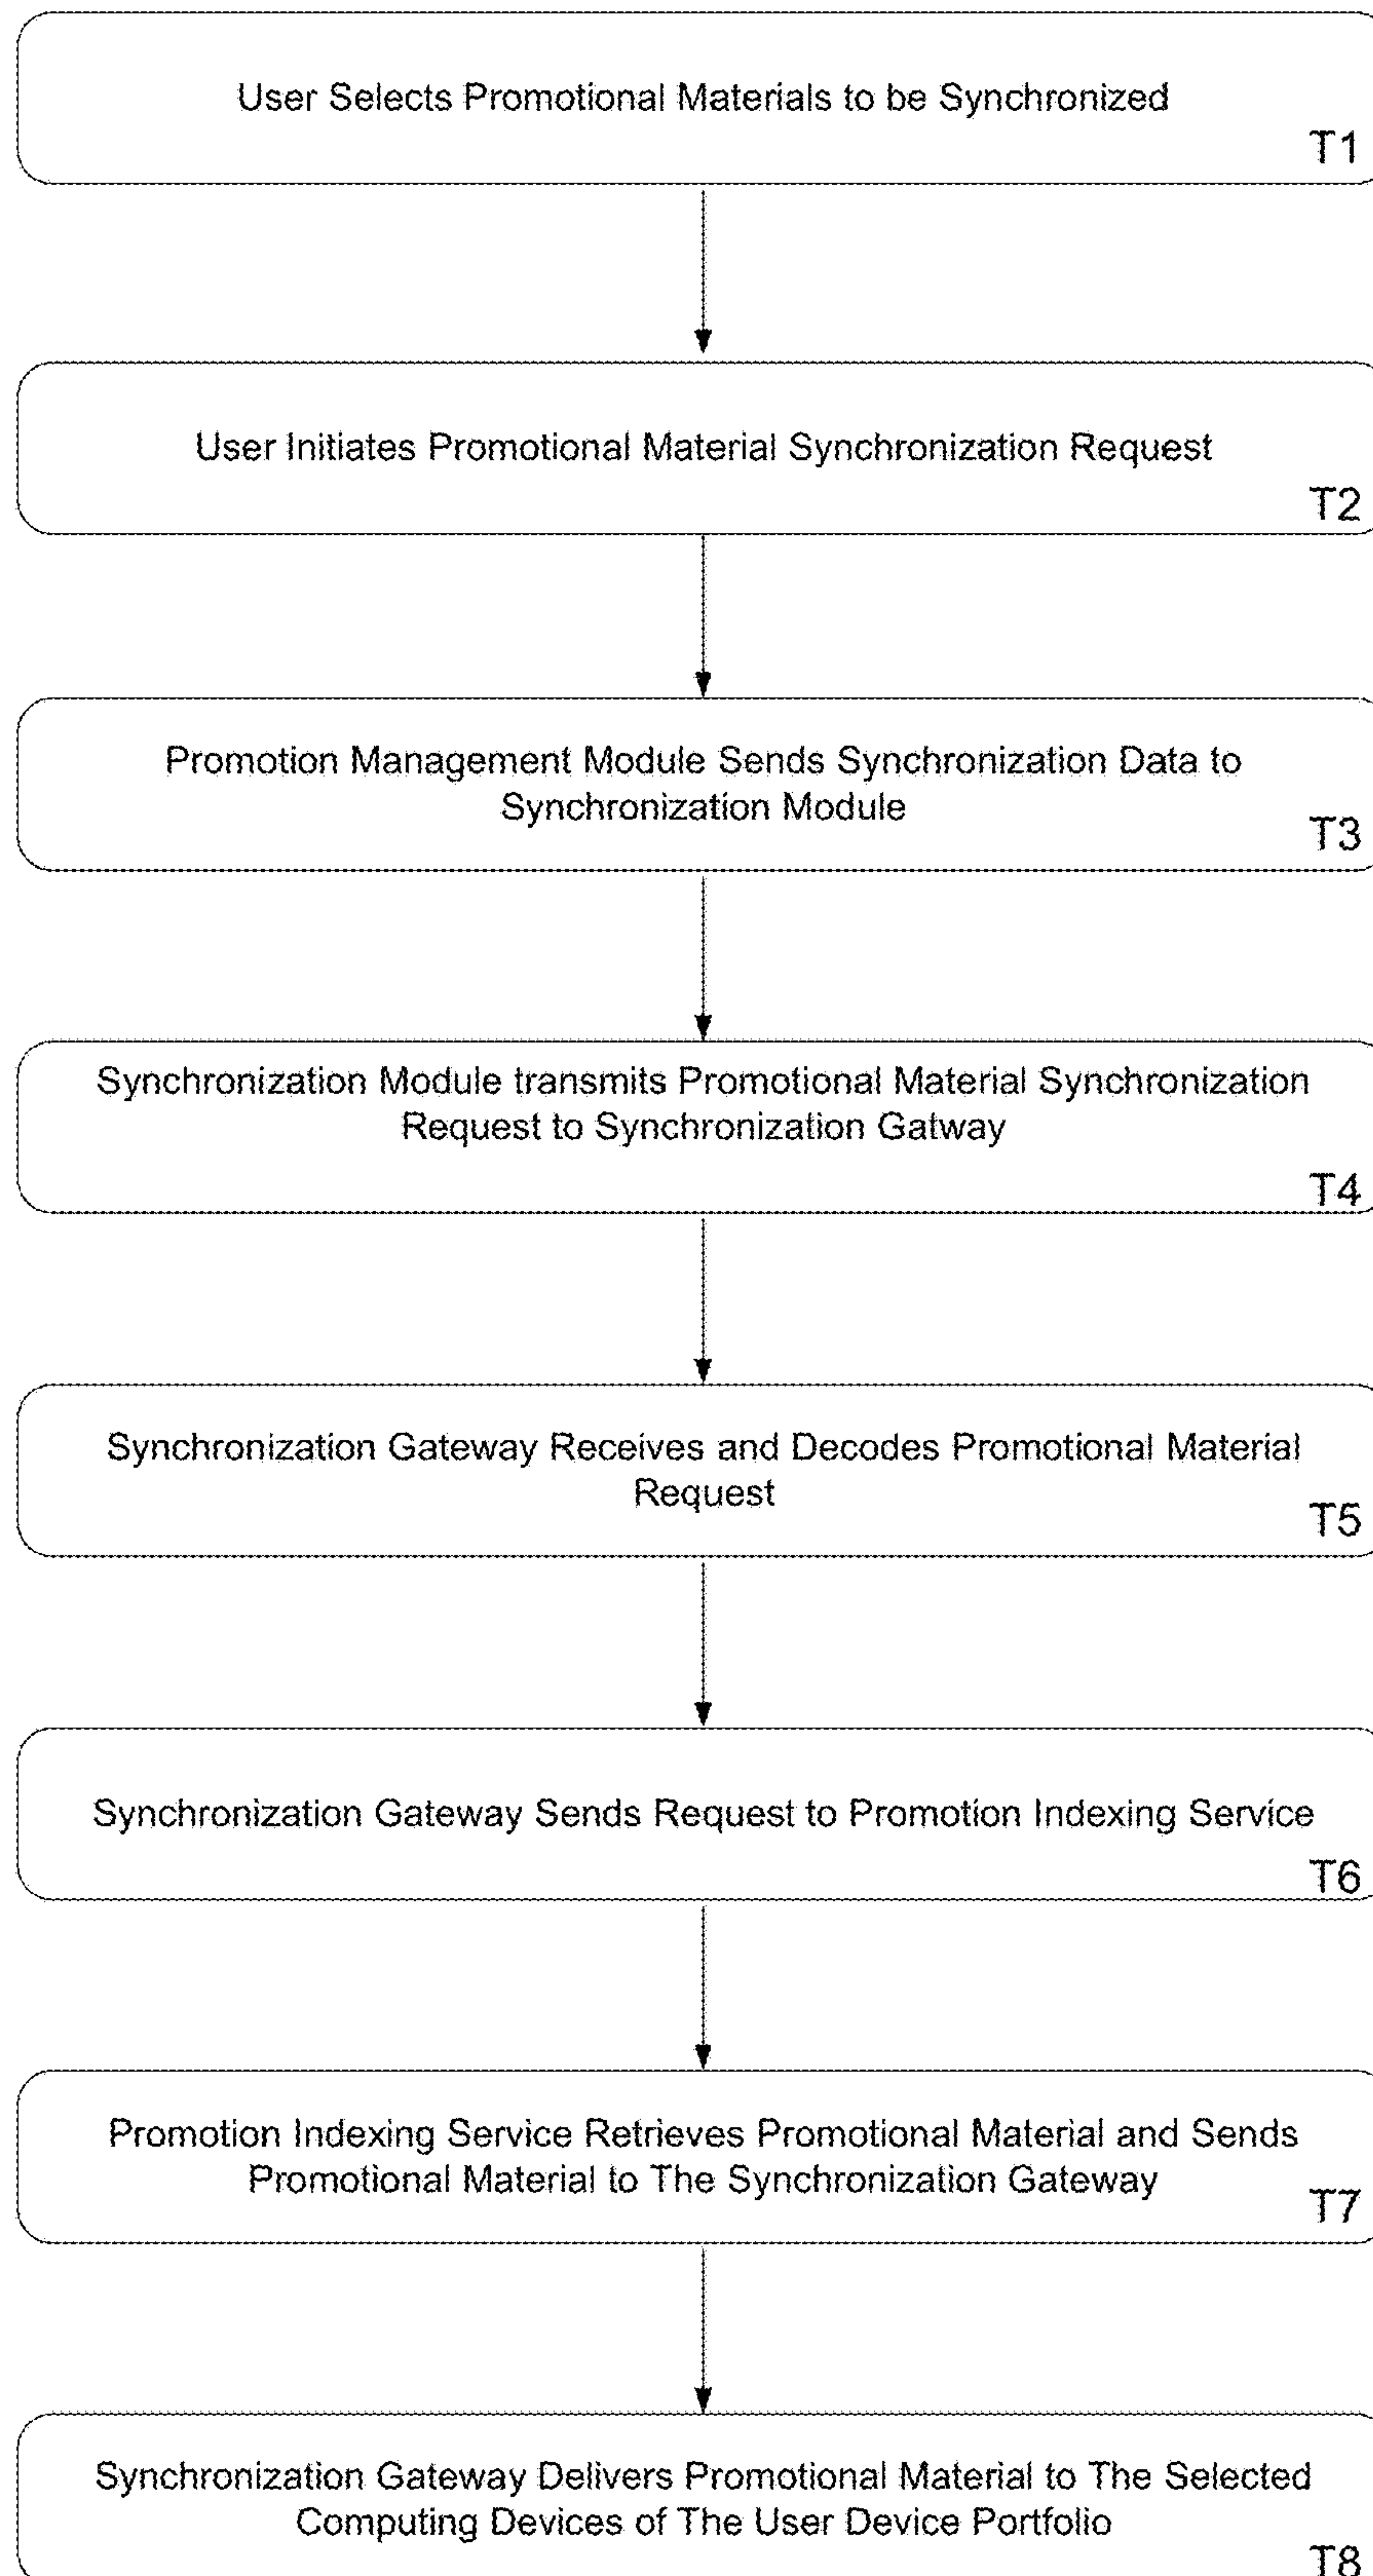 User Selects Promotional Materials to be Synchronized
T1
User Initiates Promotional Material Synchronization Request
T2
Promotion Management Module Sends Synchronization Data to
Synchronization Module
T3
Synchronization Module transmits Promotional Material Synchronization
Request to Synchronization Gatway
T4
Synchronization Gateway Receives and Decodes Promotional Material
Request
T5
Synchronization Gateway Sends Request to Promotion Indexing Service
T6
Promotion Indexing Service Retrieves Promotional Material and Sends
Promotional Material to The Synchronization Gateway
T7
Synchronization Gateway Delivers Promotional Material to The Selected
Computing Devices of The User Device Portfolio
T8